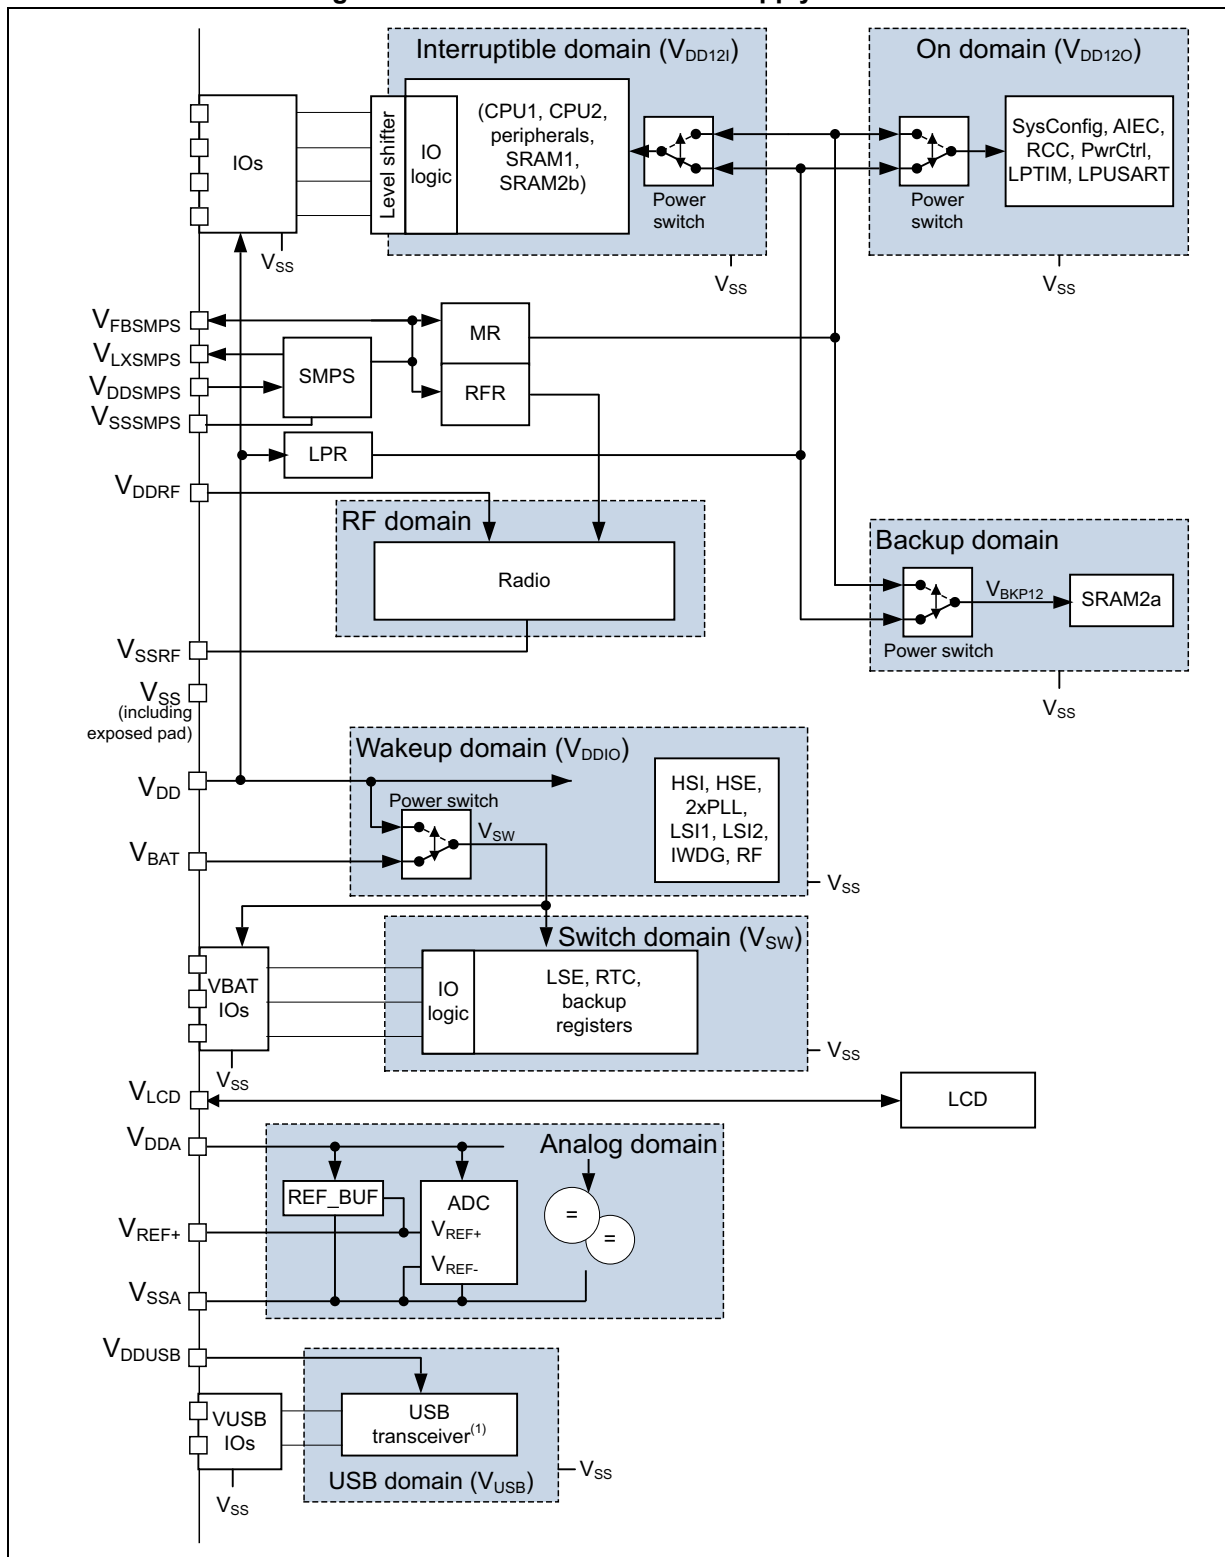 Interruptible domain (VDD12I)
On domain (VDD12O)
IOs
Level shifter
IO
logic
(CPU1, CPU2,
peripherals,
SRAM1,
SRAM2b)
Power
switch
Power
switch
SysConfig, AIEC,
RCC, PwrCtrl,
LPTIM, LPUSART
VSS
VSS
VSS
VFBSMPS
VLXSMPS
VDDSMPS
VSSSMPS
SMPS
MR
RFR
LPR
VDDRF
RF domain
Radio
VSSRF
Backup domain
VBKP12
SRAM2a
Power switch
VSS
VSS
(including
exposed pad)
Wakeup domain (VDDIO)
VDD
Power switch
VSW
VBAT
HSI, HSE,
2xPLL,
LSI1, LSI2,
IWDG, RF
VSS
Switch domain (VSW)
VBAT
IOs
IO
logic
LSE, RTC,
backup
registers
VSS
VSS
VLCD
LCD
VDDA
Analog domain
REF_BUF
ADC
VREF+
VREF-
=
=
VREF+
VSSA
VDDUSB
VUSB
IOs
USB
transceiver(1)
USB domain (VUSB)
VSS
VSS